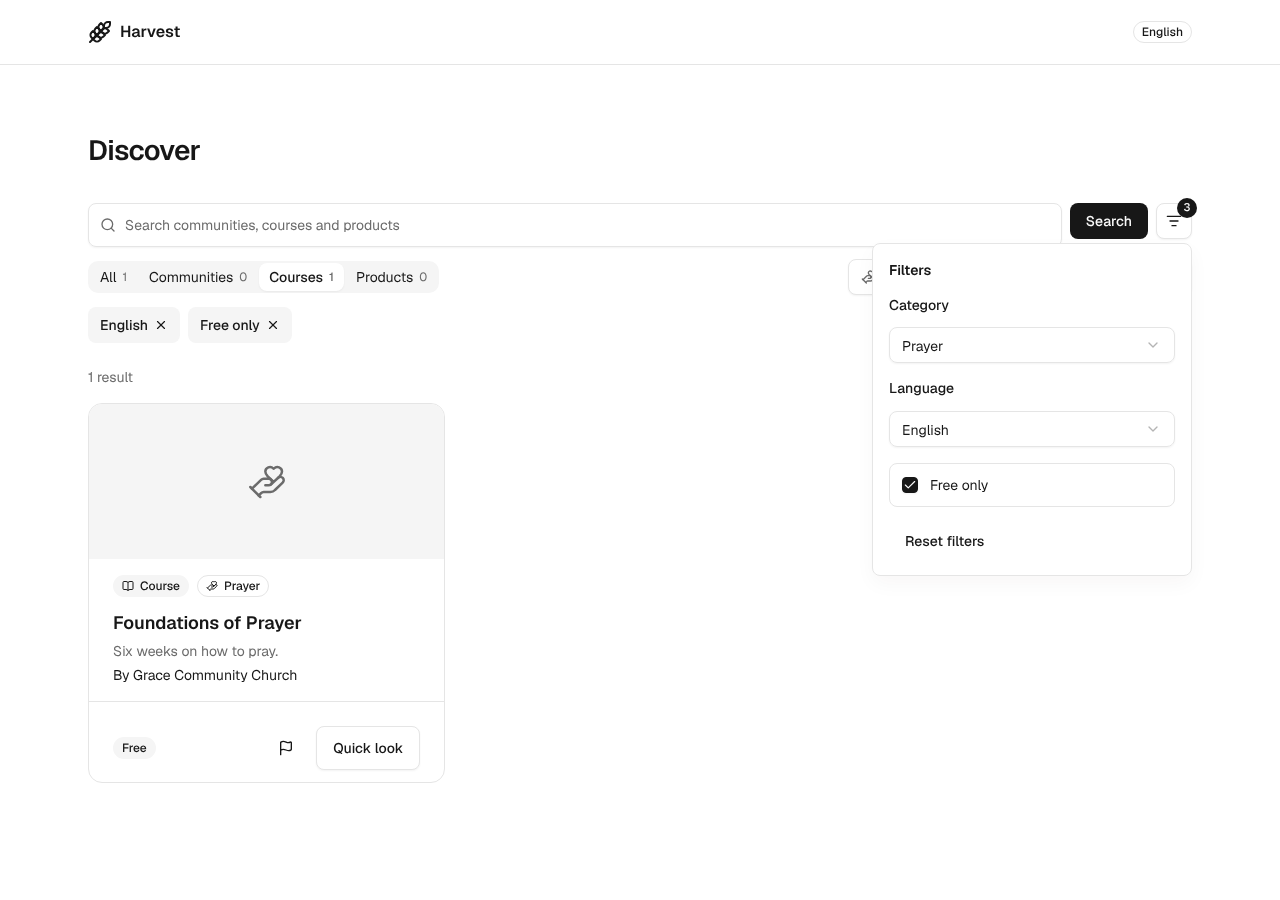 Harvest
English
Discover
Search communities, courses and products
Search
3
All 1
Communities 0
Courses 1
Products 0
English
Free only
1 result
Filters
Category
Prayer
Language
English
Free only
Reset filters
Course
Prayer
Foundations of Prayer
Six weeks on how to pray.
By Grace Community Church
Free
Quick look